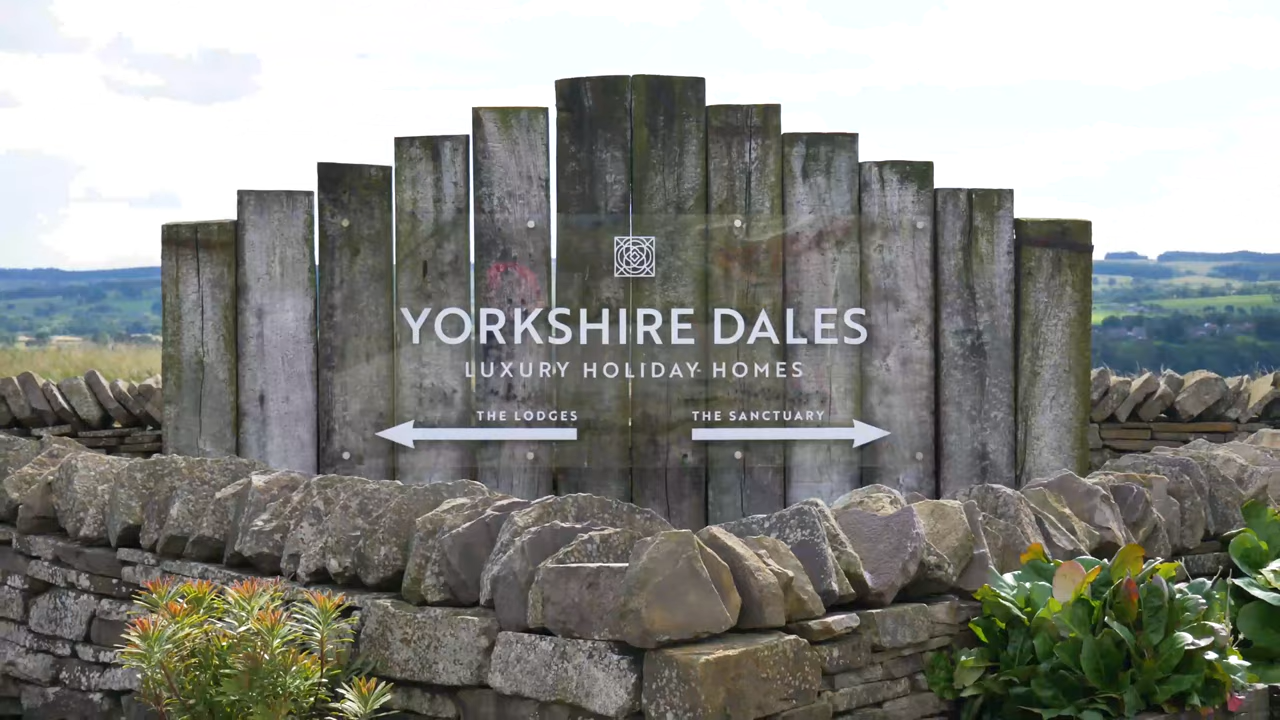 YORKSHIRE DALES
LUXURY HOLIDAY HOMES
THE LODGES
THE SANCTUARY